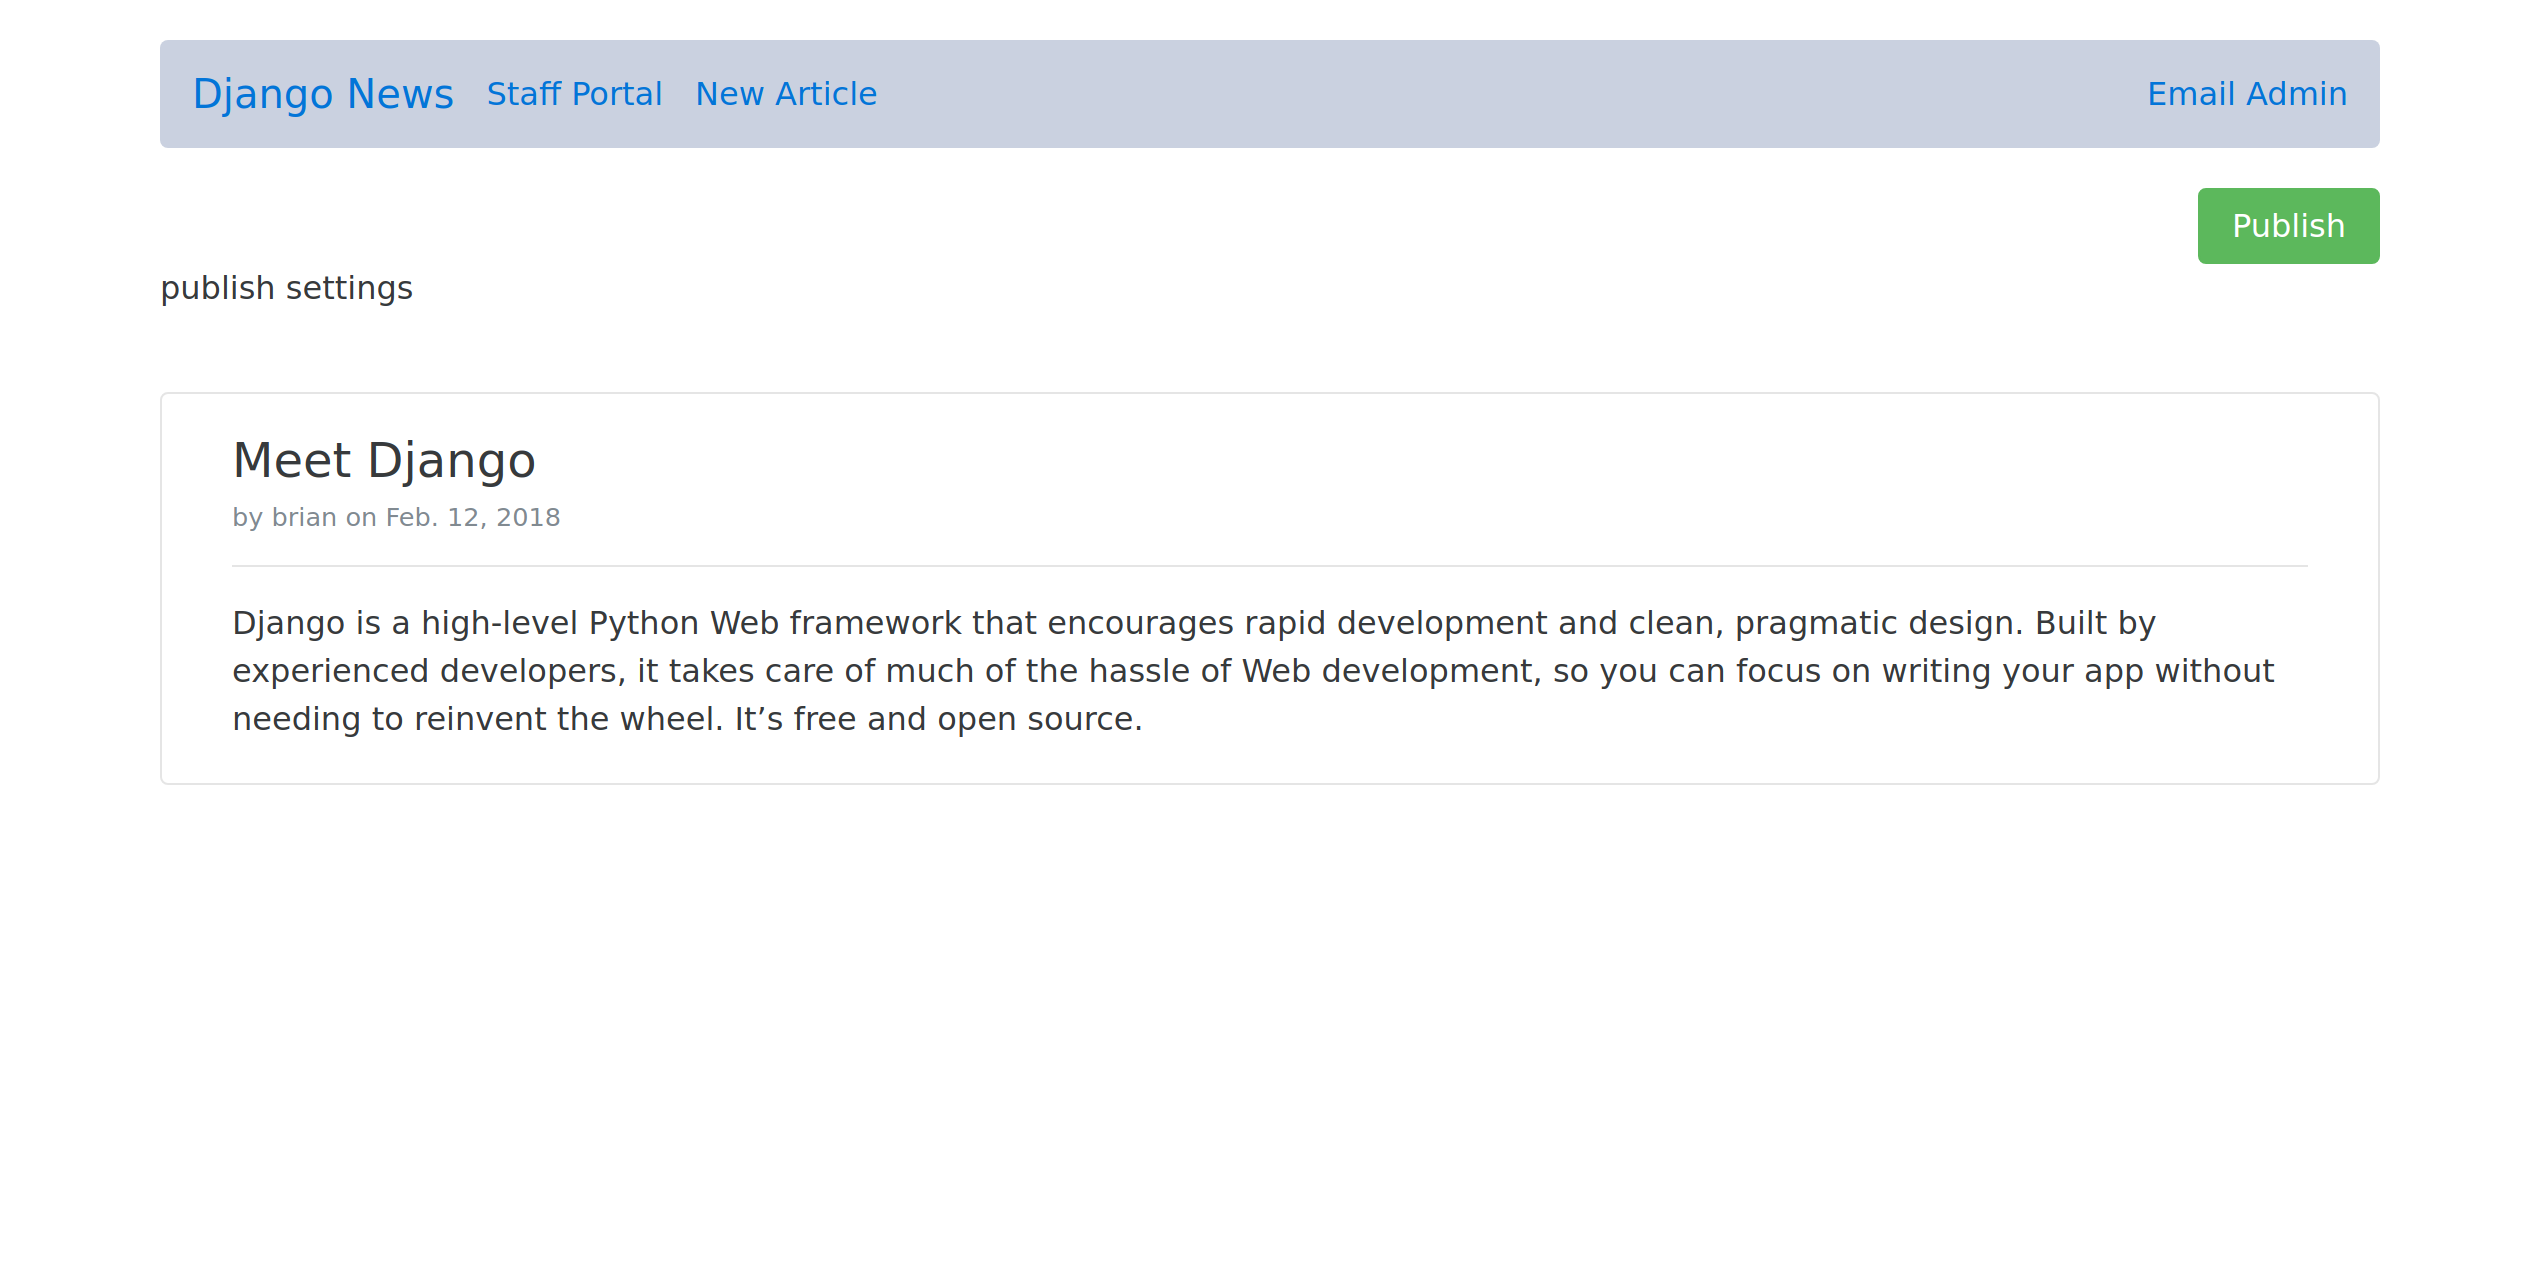 Django News Staff Portal New Article Email Admin
Publish
publish settings
Meet Django
by brian on Feb. 12, 2018
Django is a high-level Python Web framework that encourages rapid development and clean, pragmatic design. Built by
experienced developers, it takes care of much of the hassle of Web development, so you can focus on writing your app without
needing to reinvent the wheel. It’s free and open source.